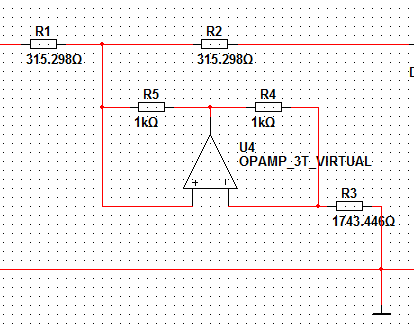 R1
R2
315.298Ω
315.298Ω
D
R5
R4
1kΩ
1kΩ
U4
OPAMP_3T_VIRTUAL
+
R3
1743.446Ω